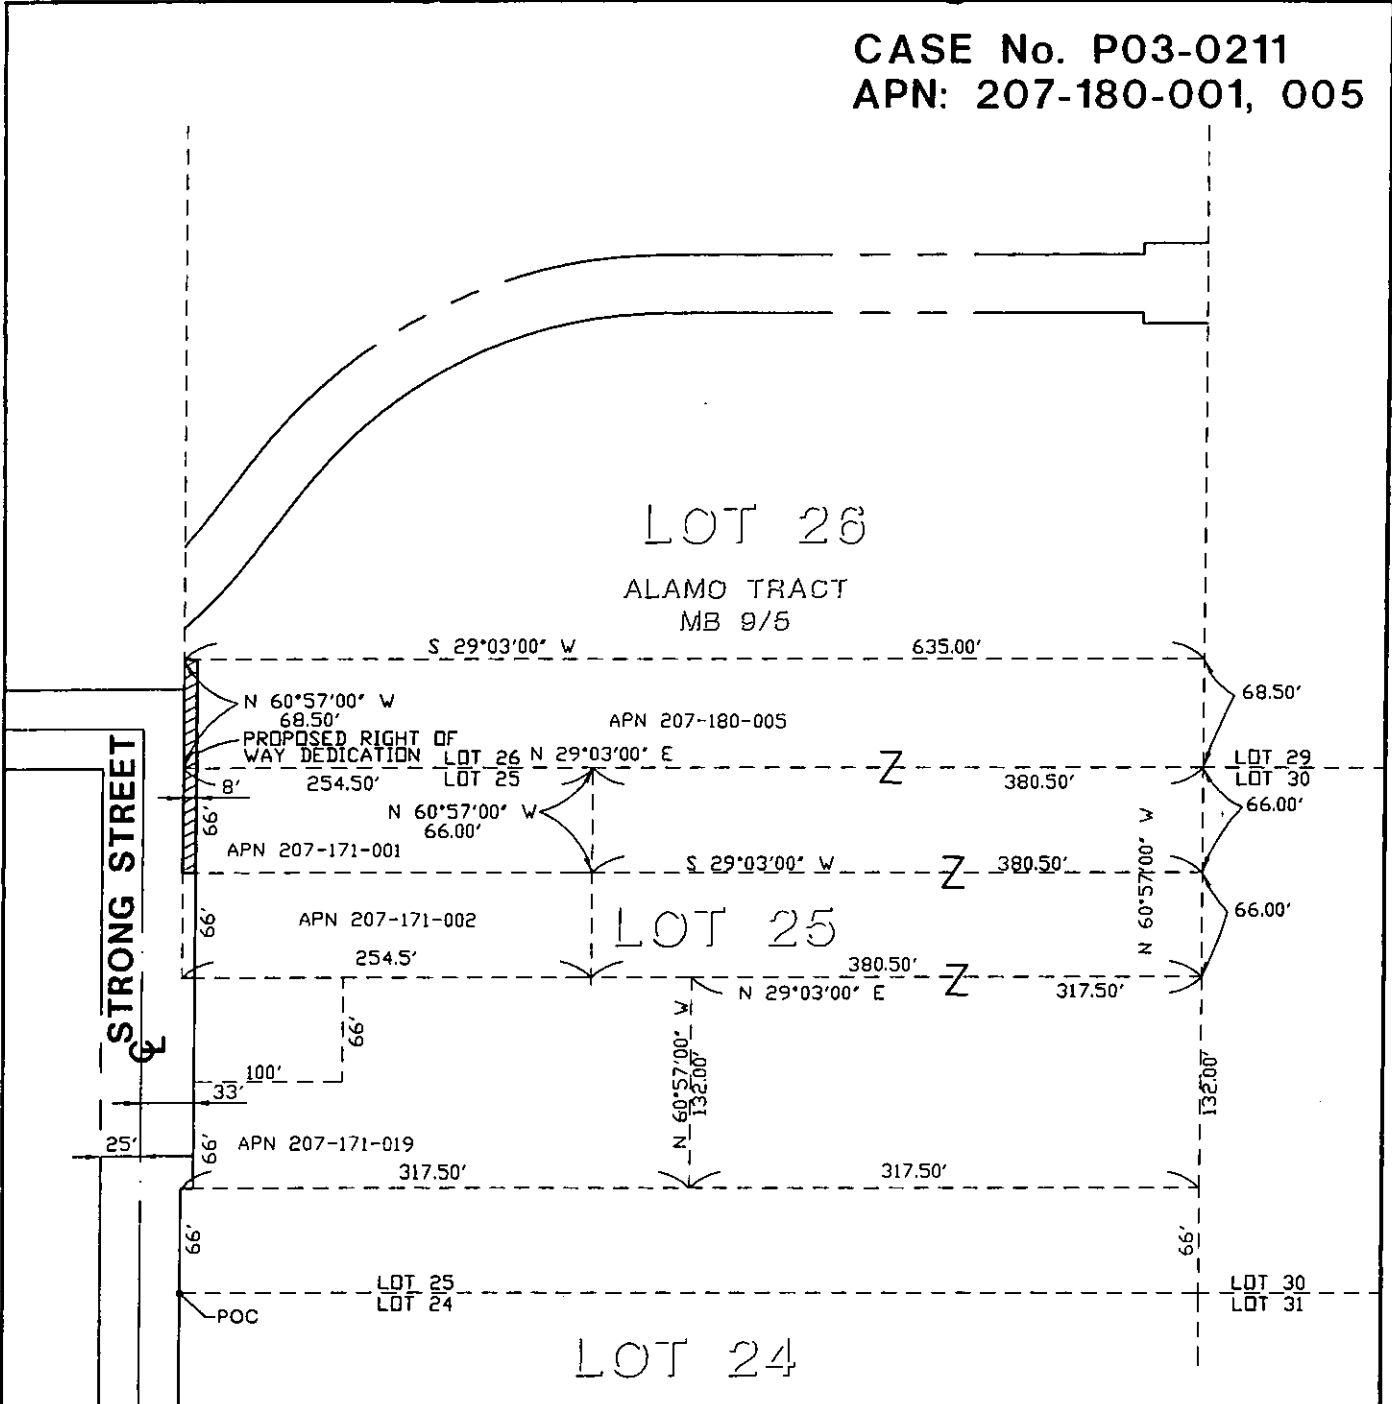 CASE No. P03-0211
APN: 207-180-001, 005
LOT 26
ALAMO TRACT
MB 9/5
S 29°03'00" W
635.00'
N 60°57'00" W
68.50'
68.50'
APN 207-180-005
PROPOSED RIGHT OF
WAY DEDICATION
LOT 26
N 29°03'00" E
Z
LOT 29
LOT 25
LOT 30
8'
254.50'
380.50'
66'
N 60°57'00" W
66.00'
66.00'
APN 207-171-001
S 29°03'00" W
Z
380.50'
N 60°57'00" W
66'
APN 207-171-002
LOT 25
66.00'
254.5'
380.50'
N 29°03'00" E
Z
317.50'
STRONG STREET
CL
66'
100'
33'
N 60°57'00" W
132.00'
132.00'
25'
66'
APN 207-171-019
317.50'
317.50'
66'
66'
LOT 25
LOT 30
LOT 24
LOT 31
POC
LOT 24